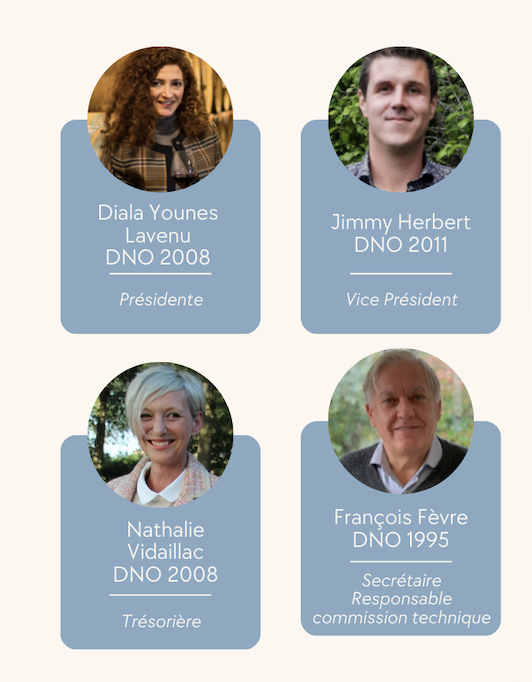 Diala Younes
Lavenu
DNO 2008
Présidente
Jimmy Herbert
DNO 2011
Vice Président
Nathalie
Vidaillac
DNO 2008
Trésorière
François Fèvre
DNO 1995
Secrétaire
Responsable
commission technique